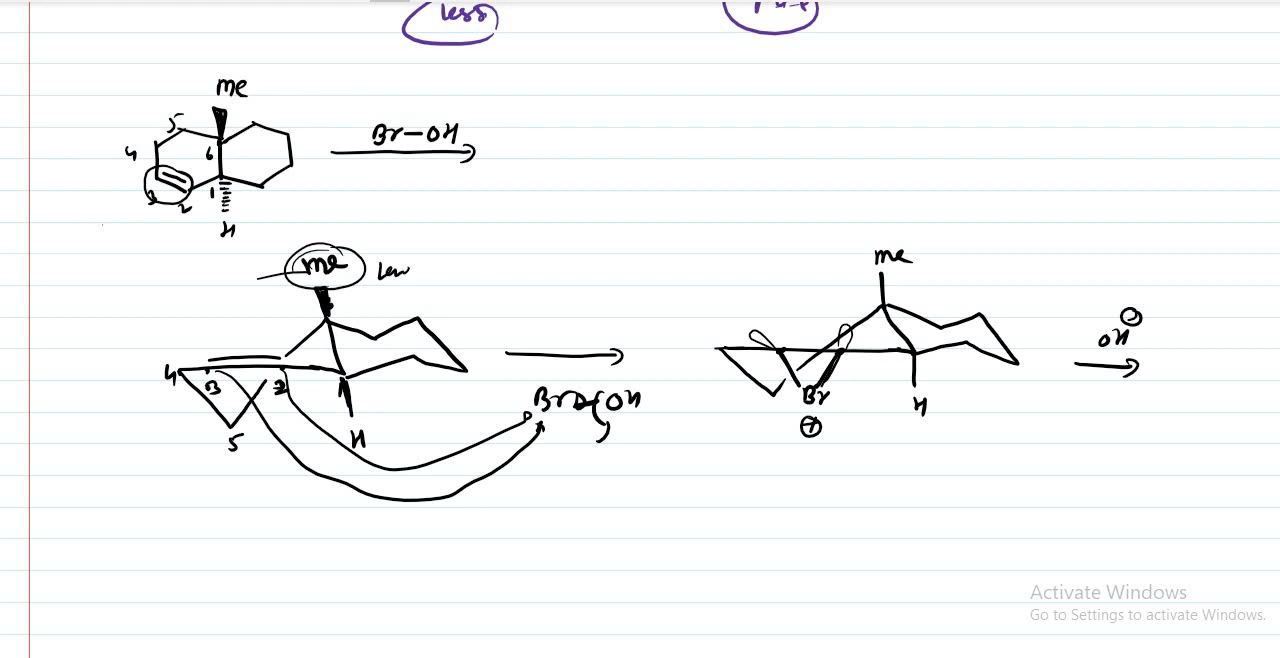 less
me
5
4
6
Br-OH
3
2
1
H
me
me
OH
4
3
2
Br
OH
Br
H
5
H
⊕
Activate Windows
Go to Settings to activate Windows.